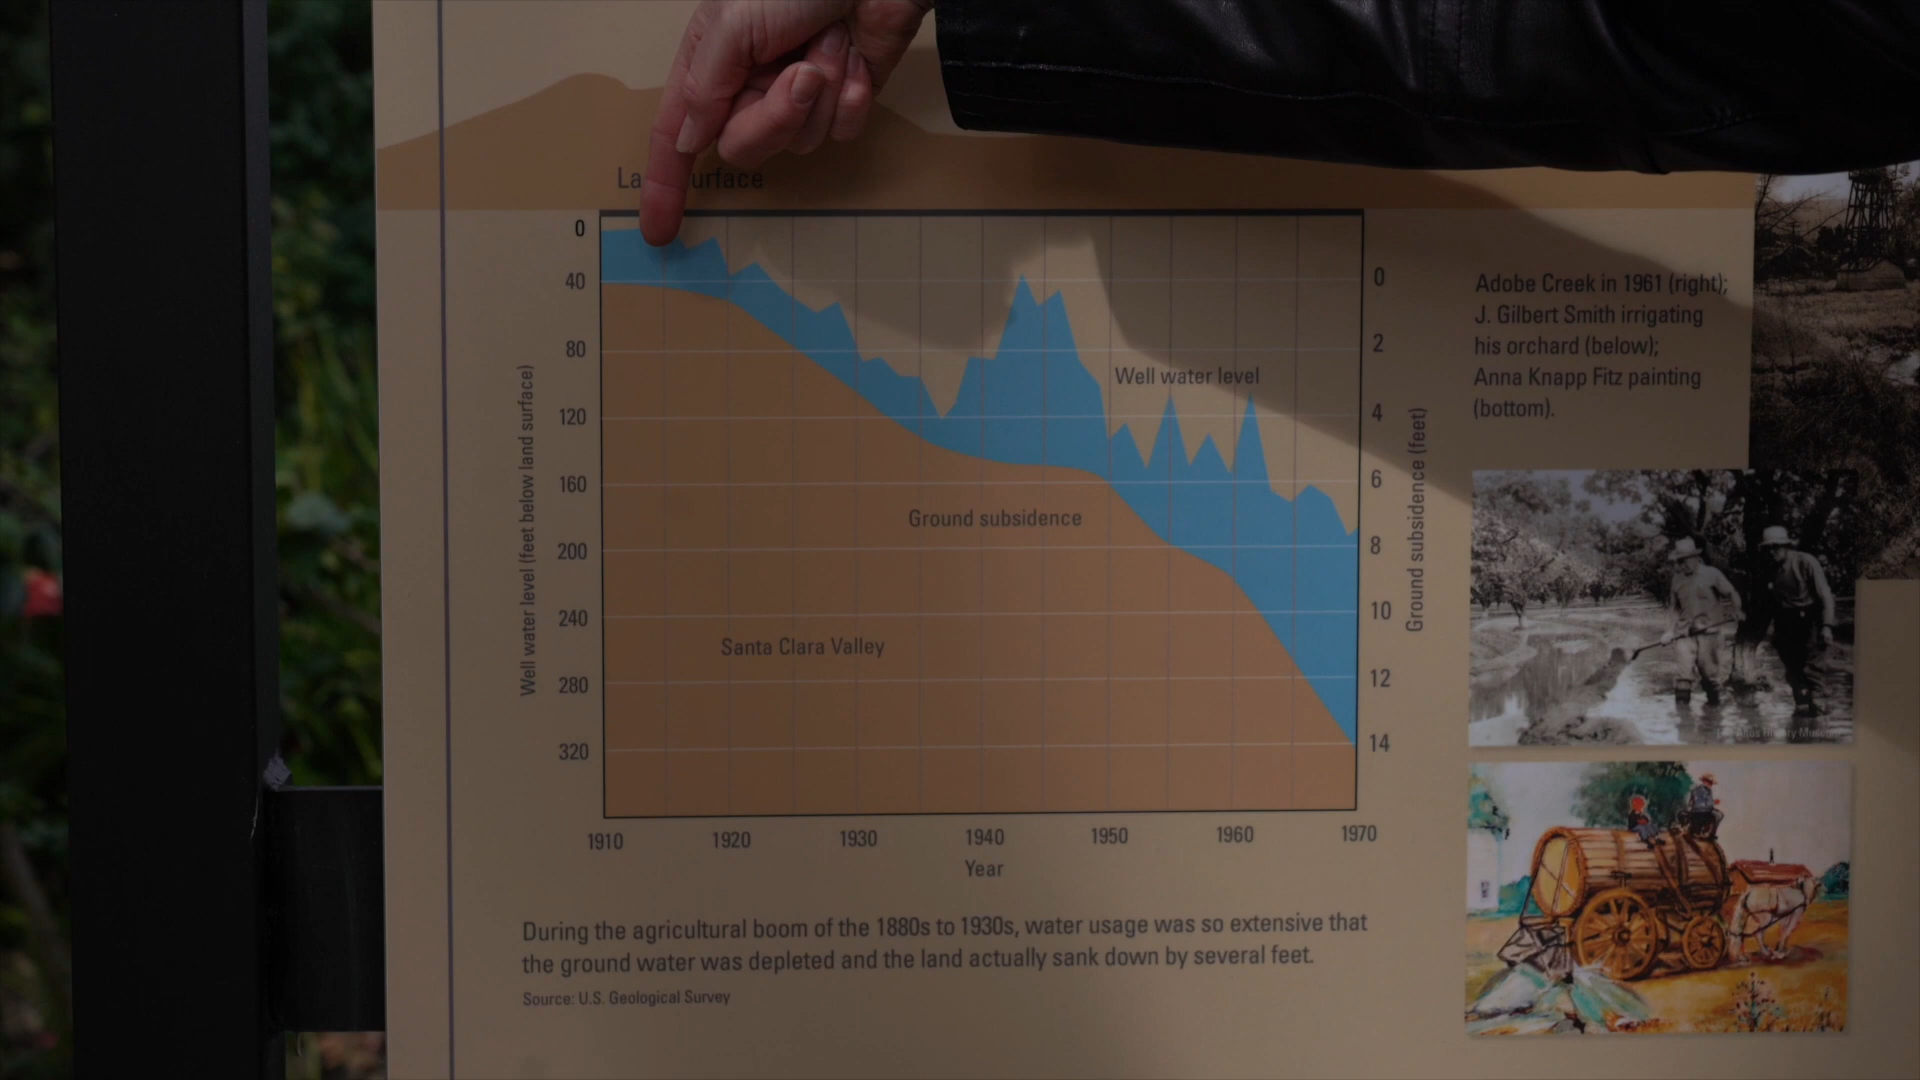 La urface
0
40
80
120
160
200
240
280
320
Well water level (feet below land surface)
0
2
4
6
8
10
12
14
Ground subsidence (feet)
Well water level
Ground subsidence
Santa Clara Valley
1910 1920 1930 1940 1950 1960 1970
Year
During the agricultural boom of the 1880s to 1930s, water usage was so extensive that
the ground water was depleted and the land actually sank down by several feet.
Source: U.S. Geological Survey
Adobe Creek in 1961 (right);
J. Gilbert Smith irrigating
his orchard (below);
Anna Knapp Fitz painting
(bottom).
Altos History Museum